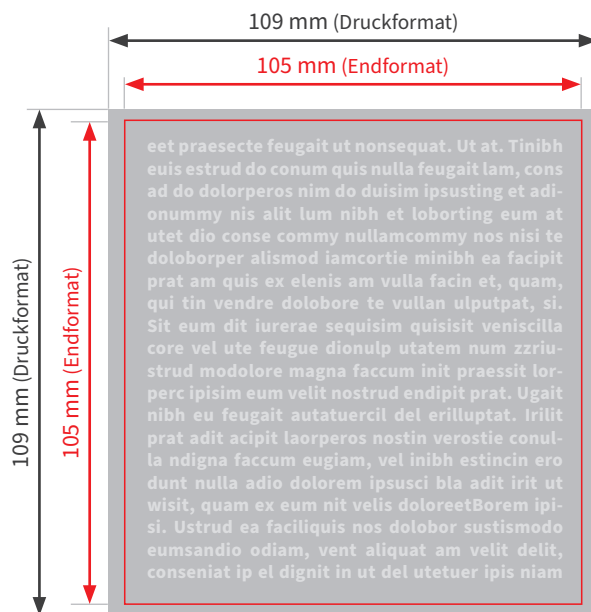 109 mm (Druckformat)
105 mm (Endformat)
109 mm (Druckformat)
105 mm (Endformat)
eet praesecte feugait ut nonsequat. Ut at. Tinibh
euis estrud do conum quis nulla feugait lam, cons
ad do dolorperos nim do duisim ipsusting et adi-
onummy nis alit lum nibh et loborting eum at
utet dio conse commy nullamcommy nos nisi te
doloborper alismod iamcortie minibh ea facipit
prat am quis ex elenis am vulla facin et, quam,
qui tin vendre dolobore te vullan ulputpat, si.
Sit eum dit iurerae sequisim quisisit veniscilla
core vel ute feugue dionulp utatem num zzriu-
strud modolore magna faccum init praessit lor-
perc ipisim eum velit nostrud endipit prat. Ugait
nibh eu feugait autatuercil del erilluptat. Irilit
prat adit acipit laorperos nostin verostie conul-
la ndigna faccum eugiam, vel inibh estincin ero
dunt nulla adio dolorem ipsusci bla adit irit ut
wisit, quam ex eum nit velis doloreetBorem ipi-
si. Ustrud ea faciliquis nos dolobor sustismodo
eumsandio odiam, vent aliquat am velit delit,
conseniat ip el dignit in ut del utetuer ipis niam